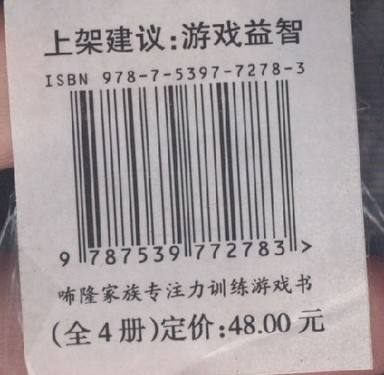 上架建议:游戏益智
ISBN 978-7-5397-7278-3
9 787539 772783 >
咘隆家族专注力训练游戏书
(全4册)定价:48.00元